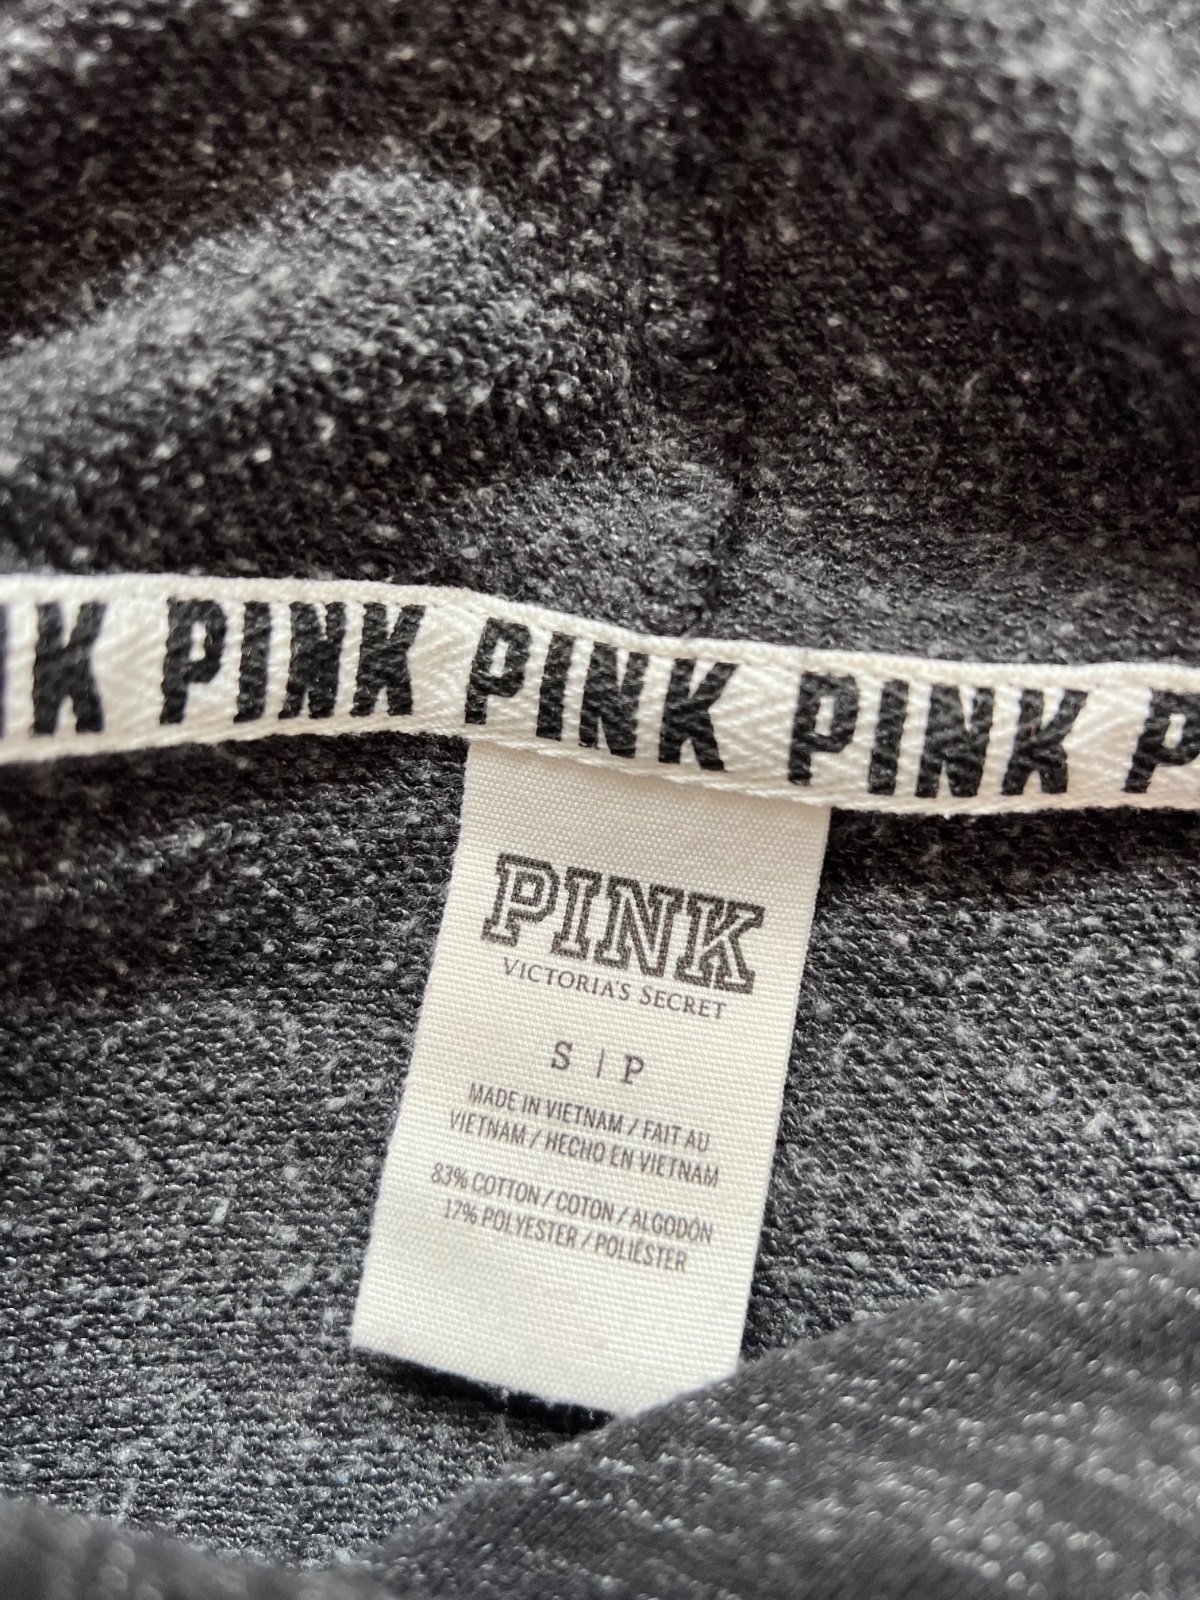 K PINK PINK PINK P
PINK
VICTORIA'S SECRET
S | P
MADE IN VIETNAM / FAIT AU
VIETNAM / HECHO EN VIETNAM
83% COTTON / COTON / ALGODÓN
17% POLYESTER / POLIÉSTER